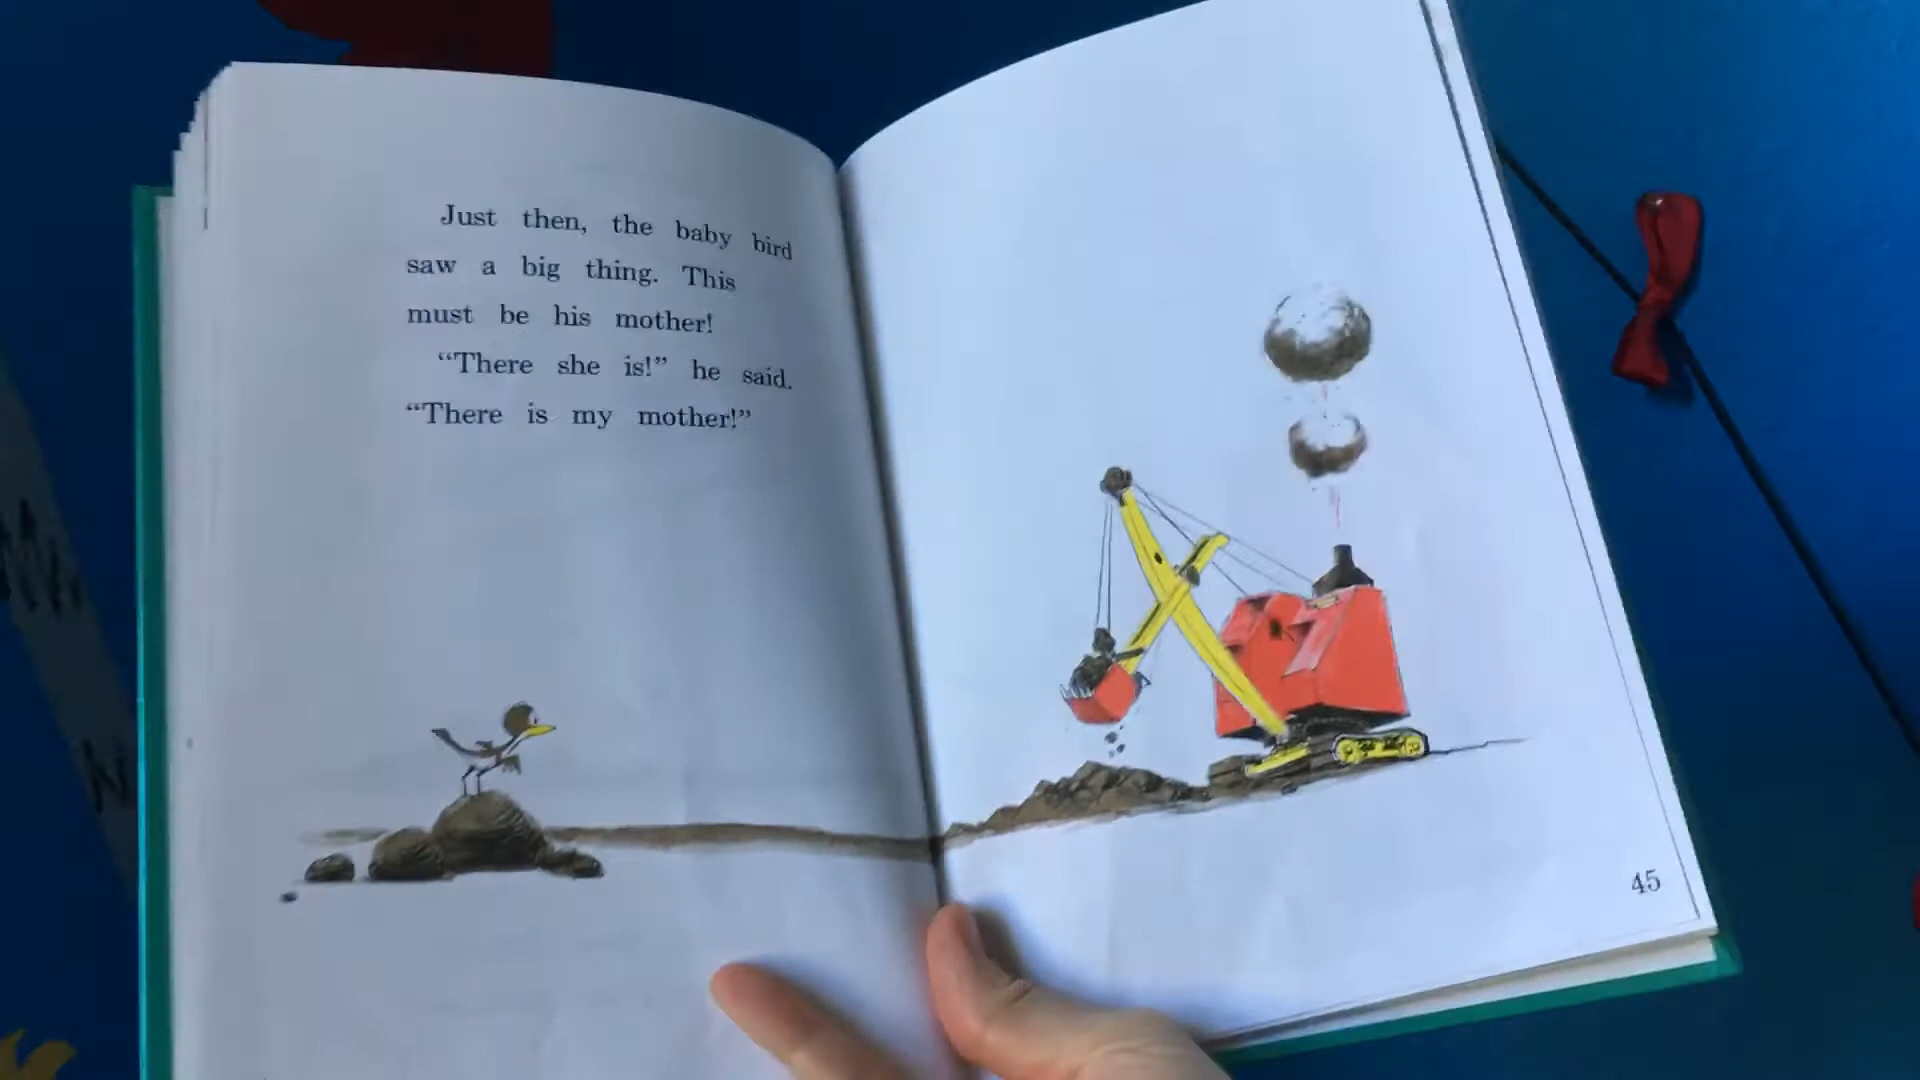 Just then, the baby bird
saw a big thing. This
must be his mother!
“There she is!” he said.
“There is my mother!”
45